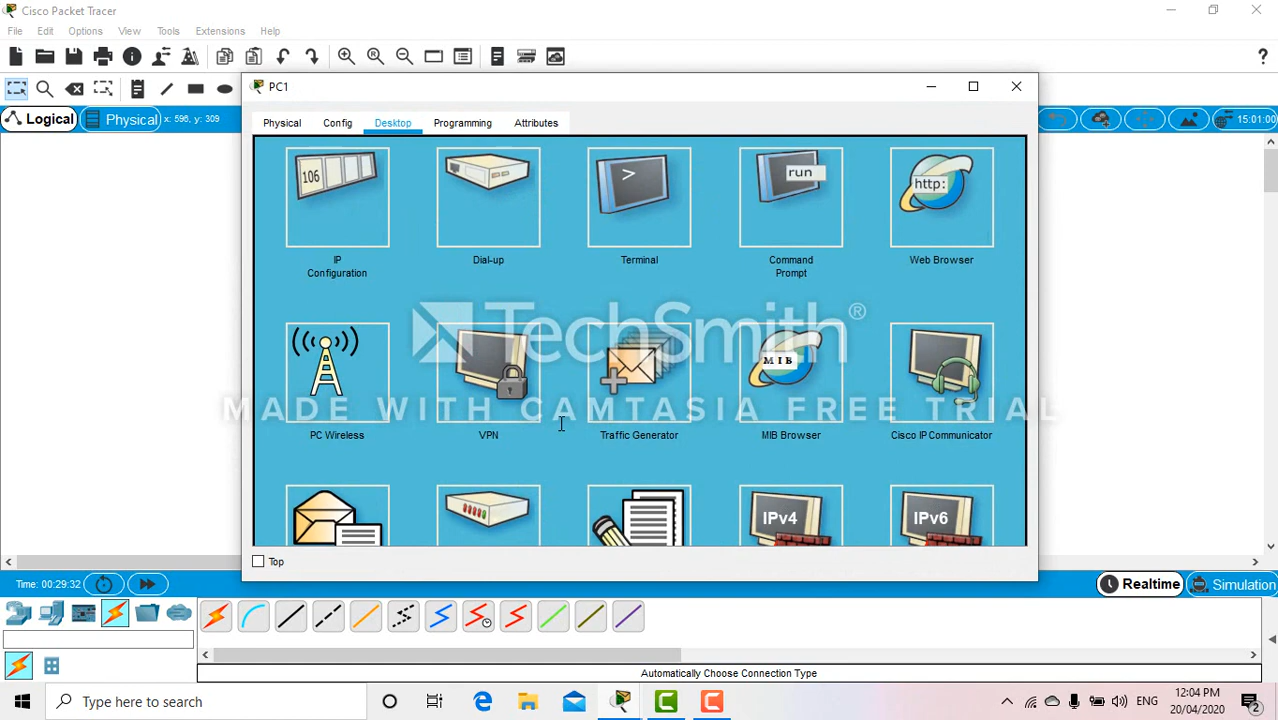 Cisco Packet Tracer
File Edit Options View Tools Extensions Help
Logical Physical x: 596, y: 309 15:01:00
PC1
Physical Config Desktop Programming Attributes
106
>
run
http:
IP Configuration
Dial-up
Terminal
Command Prompt
Web Browser
MIB
TechSmith®
MADE WITH CAMTASIA FREE TRIAL
PC Wireless
VPN
Traffic Generator
MIB Browser
Cisco IP Communicator
IPv4
IPv6
Top
Time: 00:29:32
Realtime Simulation
Automatically Choose Connection Type
Type here to search
ENG
12:04 PM
20/04/2020
2